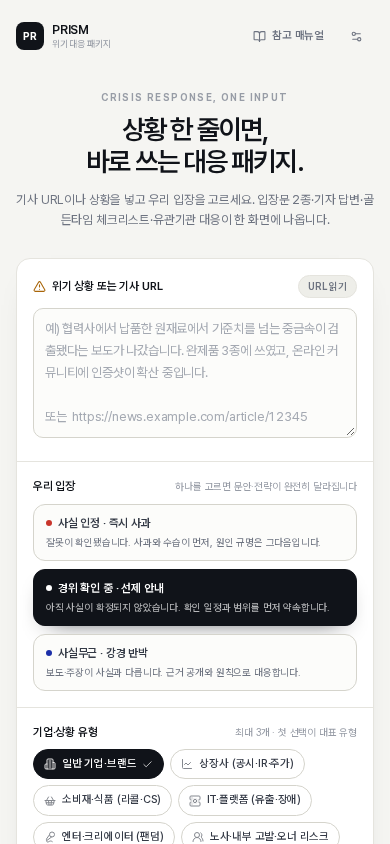 PR
PRISM
위기 대응 패키지
참고 매뉴얼
CRISIS RESPONSE, ONE INPUT
상황 한 줄이면,
바로 쓰는 대응 패키지.
기사 URL이나 상황을 넣고 우리 입장을 고르세요. 입장문 2종·기자 답변·골
든타임 체크리스트·유관기관 대응이 한 화면에 나옵니다.
위기 상황 또는 기사 URL
URL 읽기
예) 협력사에서 납품한 원재료에서 기준치를 넘는 중금속이 검
출됐다는 보도가 나갔습니다. 완제품 3종에 쓰였고, 온라인 커
뮤니티에 인증샷이 확산 중입니다.
또는 https://news.example.com/article/12345
우리 입장
하나를 고르면 문안·전략이 완전히 달라집니다
사실 인정 · 즉시 사과
잘못이 확인됐습니다. 사과와 수습이 먼저, 원인 규명은 그다음입니다.
경위 확인 중 · 선제 안내
아직 사실이 확정되지 않았습니다. 확인 일정과 범위를 먼저 약속합니다.
사실무근 · 강경 반박
보도·주장이 사실과 다릅니다. 근거 공개와 원칙으로 대응합니다.
기업·상황 유형
최대 3개 · 첫 선택이 대표 유형
일반 기업·브랜드
상장사 (공시·IR·주가)
소비재·식품 (리콜·CS)
IT·플랫폼 (유출·장애)
엔터·크리에이터 (팬덤)
노사·내부 고발·오너 리스크